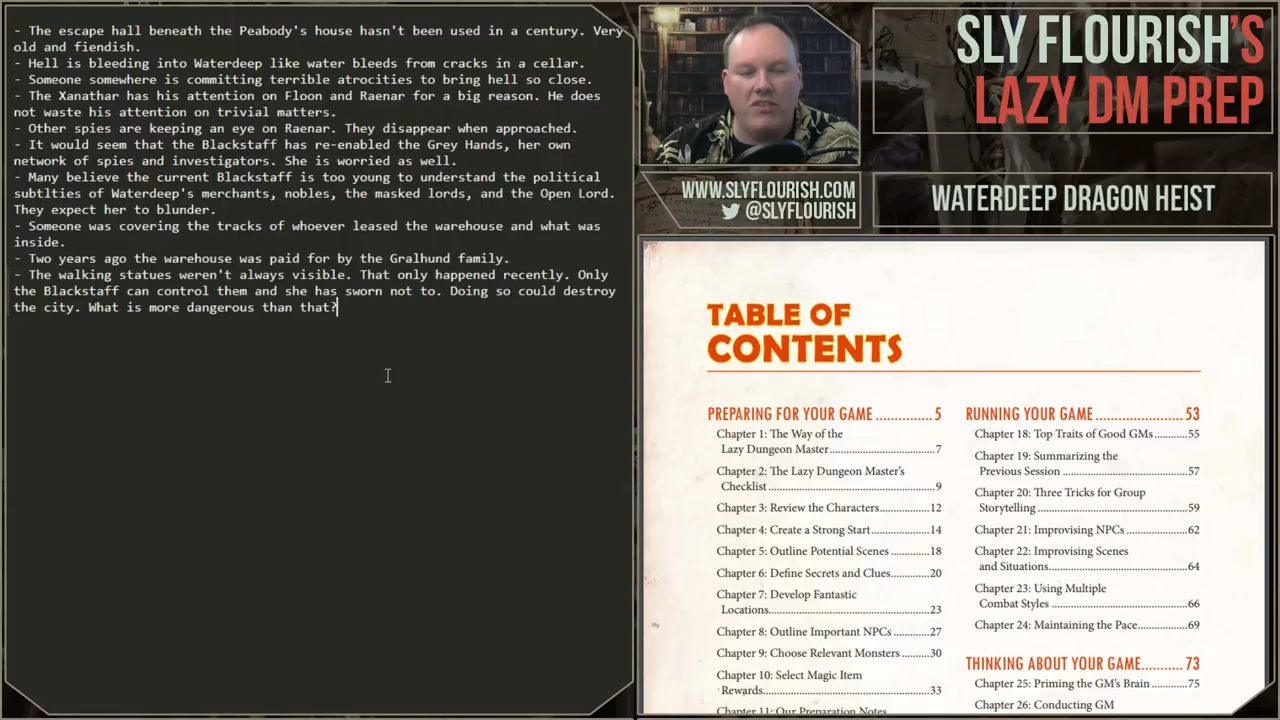 - The escape hall beneath the Peabody's house hasn't been used in a century. Very
old and fiendish.
- Hell is bleeding into Waterdeep like water bleeds from cracks in a cellar.
- Someone somewhere is committing terrible atrocities to bring hell so close.
- The Xanathar has his attention on Floon and Raenar for a big reason. He does
not waste his attention on trivial matters.
- Other spies are keeping an eye on Raenar. They disappear when approached.
- It would seem that the Blackstaff has re-enabled the Grey Hands, her own
network of spies and investigators. She is worried as well.
- Many believe the current Blackstaff is too young to understand the political
subtlties of Waterdeep's merchants, nobles, the masked lords, and the Open Lord.
They expect her to blunder.
- Someone was covering the tracks of whoever leased the warehouse and what was
inside.
- Two years ago the warehouse was paid for by the Gralhund family.
- The walking statues weren't always visible. That only happened recently. Only
the Blackstaff can control them and she has sworn not to. Doing so could destroy
the city. What is more dangerous than that?
SLY FLOURISH'S
LAZY DM PREP
WWW.SLYFLOURISH.COM
@SLYFLOURISH
WATERDEEP DRAGON HEIST
TABLE OF
CONTENTS
PREPARING FOR YOUR GAME ............... 5
Chapter 1: The Way of the
Lazy Dungeon Master...............7
Chapter 2: The Lazy Dungeon Master's
Checklist...............9
Chapter 3: Review the Characters...............12
Chapter 4: Create a Strong Start...............14
Chapter 5: Outline Potential Scenes...............18
Chapter 6: Define Secrets and Clues...............20
Chapter 7: Develop Fantastic
Locations...............23
Chapter 8: Outline Important NPCs...............27
Chapter 9: Choose Relevant Monsters...............30
Chapter 10: Select Magic Item
Rewards...............33
Chapter 11: Our Preparation Notes
RUNNING YOUR GAME ............... 53
Chapter 18: Top Traits of Good GMs...............55
Chapter 19: Summarizing the
Previous Session...............57
Chapter 20: Three Tricks for Group
Storytelling...............59
Chapter 21: Improvising NPCs...............62
Chapter 22: Improvising Scenes
and Situations...............64
Chapter 23: Using Multiple
Combat Styles...............66
Chapter 24: Maintaining the Pace...............69
THINKING ABOUT YOUR GAME........... 73
Chapter 25: Priming the GM's Brain...............75
Chapter 26: Conducting GM